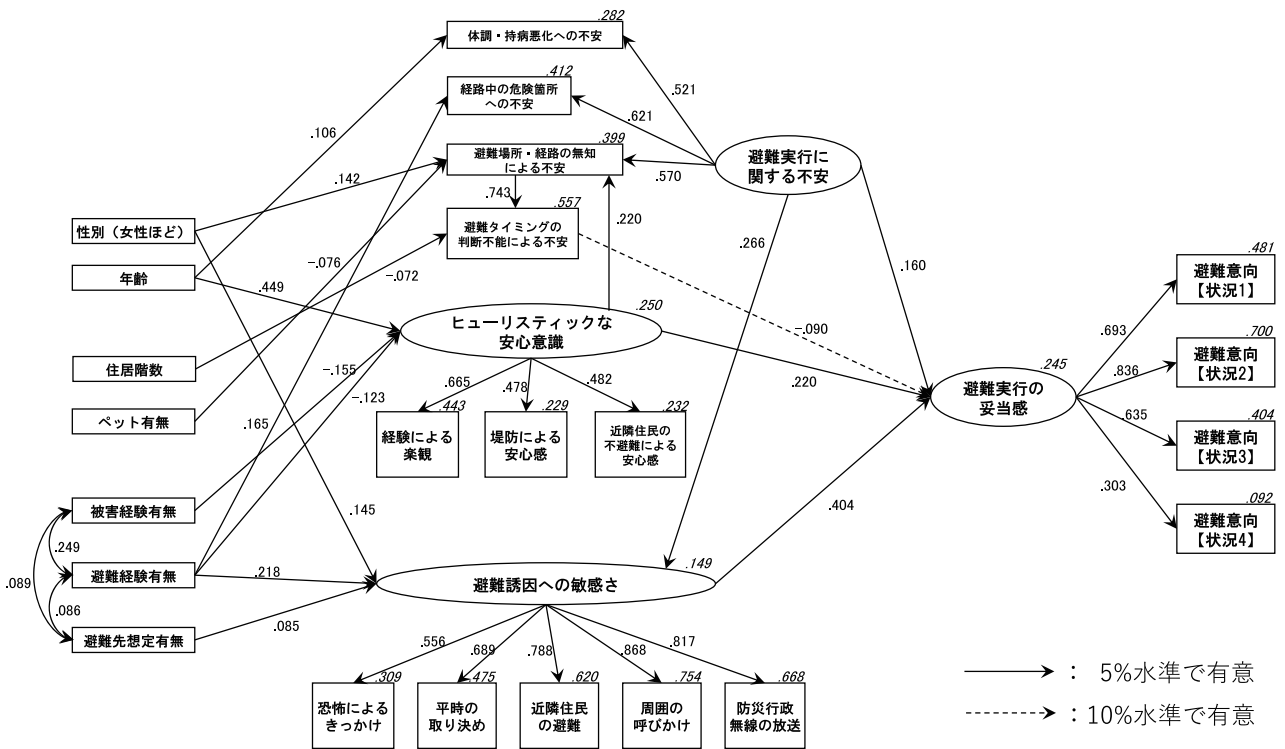 .282
体調・持病悪化への不安
.412
経路中の危険箇所
への不安
.521
.621
.106
.399
避難場所・経路の無知
による不安
避難実行に
関する不安
.570
.142
.743
.557
.220
避難タイミングの
判断不能による不安
性別（女性ほど）
.266
年齢
-.076
-.072
.160
.481
避難意向
【状況1】
.449
.250
ヒューリスティックな
安心意識
-.090
.693
.700
避難意向
【状況2】
住居階数
-.155
.245
.836
避難実行の
妥当感
.220
.665
.478
.482
-.123
.443
.229
.232
ペット有無
.165
経験による
楽観
堤防による
安心感
近隣住民の
不避難による
安心感
.635
.404
避難意向
【状況3】
.303
被害経験有無
.145
.404
.092
避難意向
【状況4】
.249
.149
避難経験有無
.218
避難誘因への敏感さ
.089
.086
避難先想定有無
.085
.556
.689
.788
.868
.817
.309
.475
.620
.754
.668
恐怖による
きっかけ
平時の
取り決め
近隣住民
の避難
周囲の
呼びかけ
防災行政
無線の放送
： 5%水準で有意
：10%水準で有意